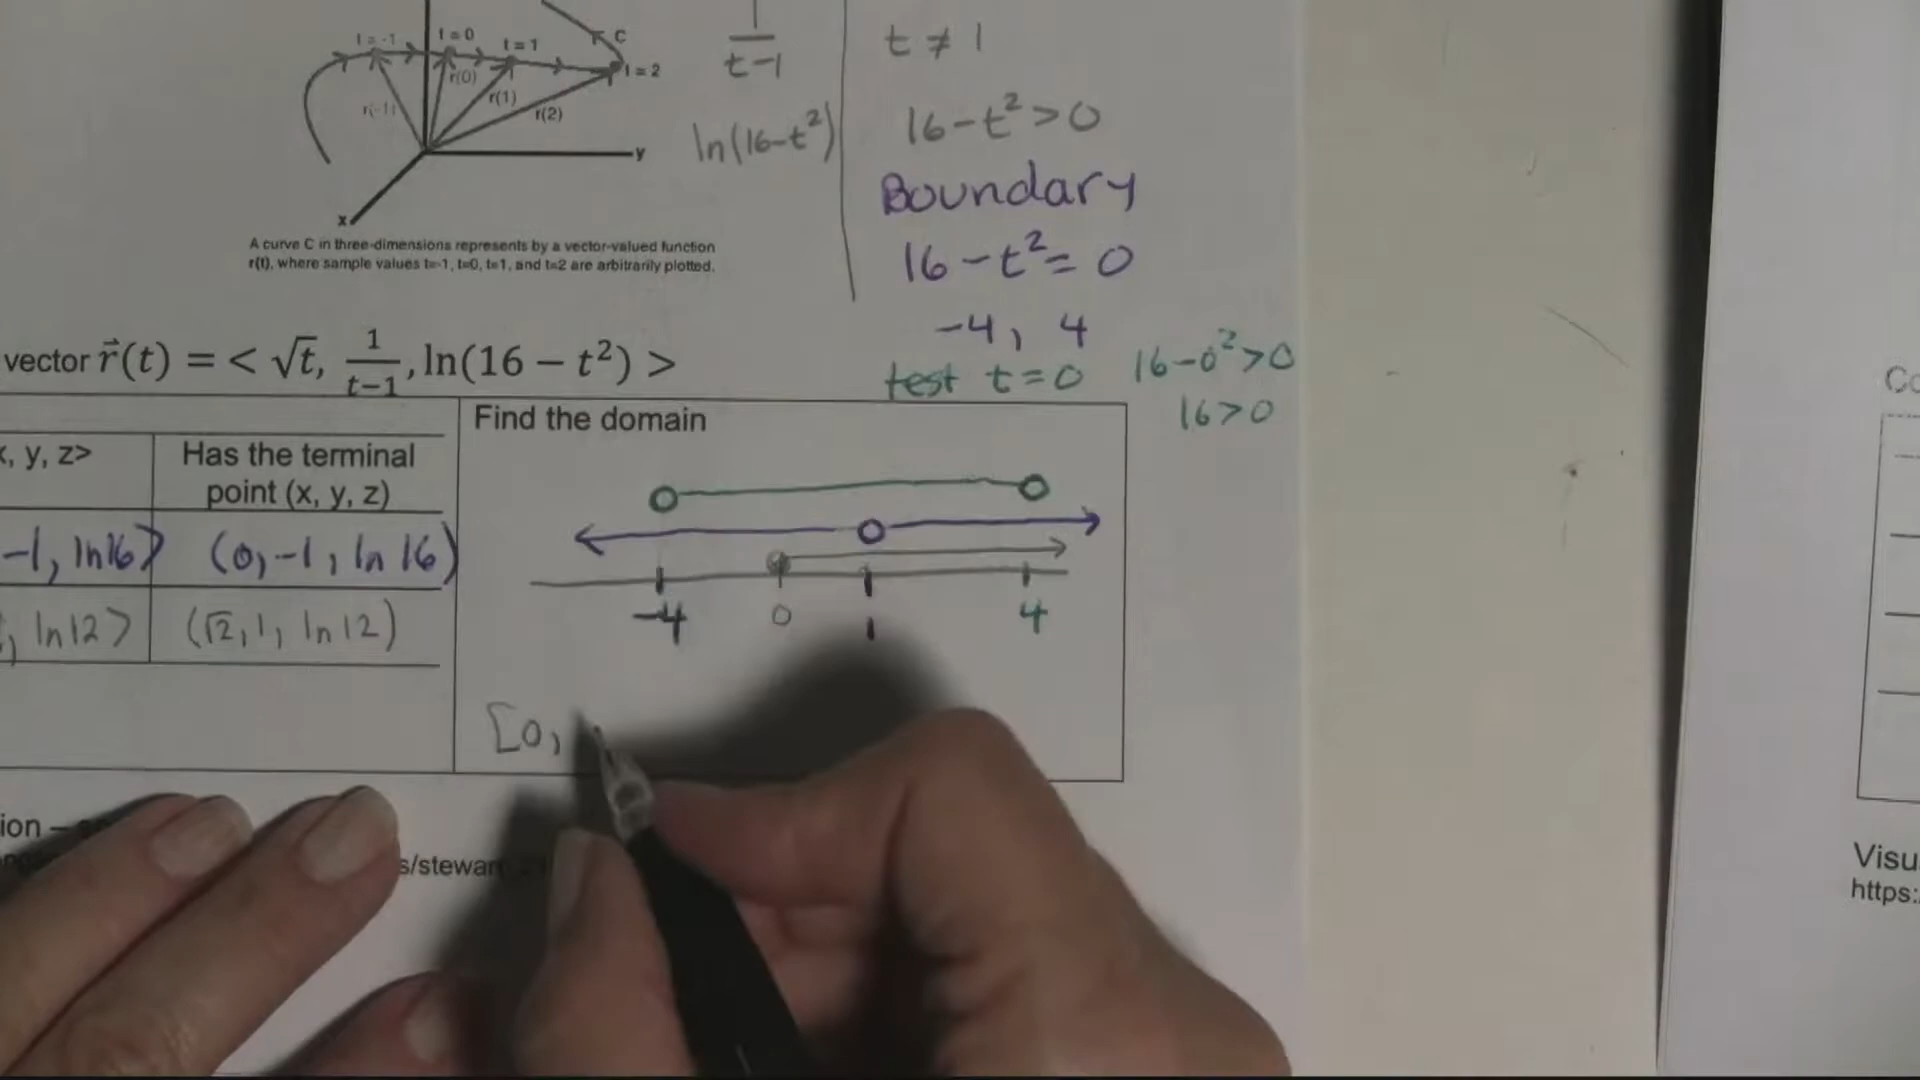 t = -1
t = 0
t = 1
C
t = 2
r(-1)
r(0)
r(1)
r(2)
y
x
A curve C in three-dimensions represents by a vector-valued function
r(t), where sample values t=-1, t=0, t=1, and t=2 are arbitrarily plotted.
1
t-1
ln(16-t²)
t ≠ 1
16-t²>0
Boundary
16-t²=0
-4, 4
test t=0
16-0²>0
16>0
vector r⃗(t) = < √t, 1/t−1, ln(16 − t²) >
, y, z>
Has the terminal
point (x, y, z)
-1, ln16>
(0,-1, ln 16)
, ln12>
(√2, 1, ln 12)
Find the domain
-4 0 1 4
[0,
ion –
s/stewar
Visu
https: